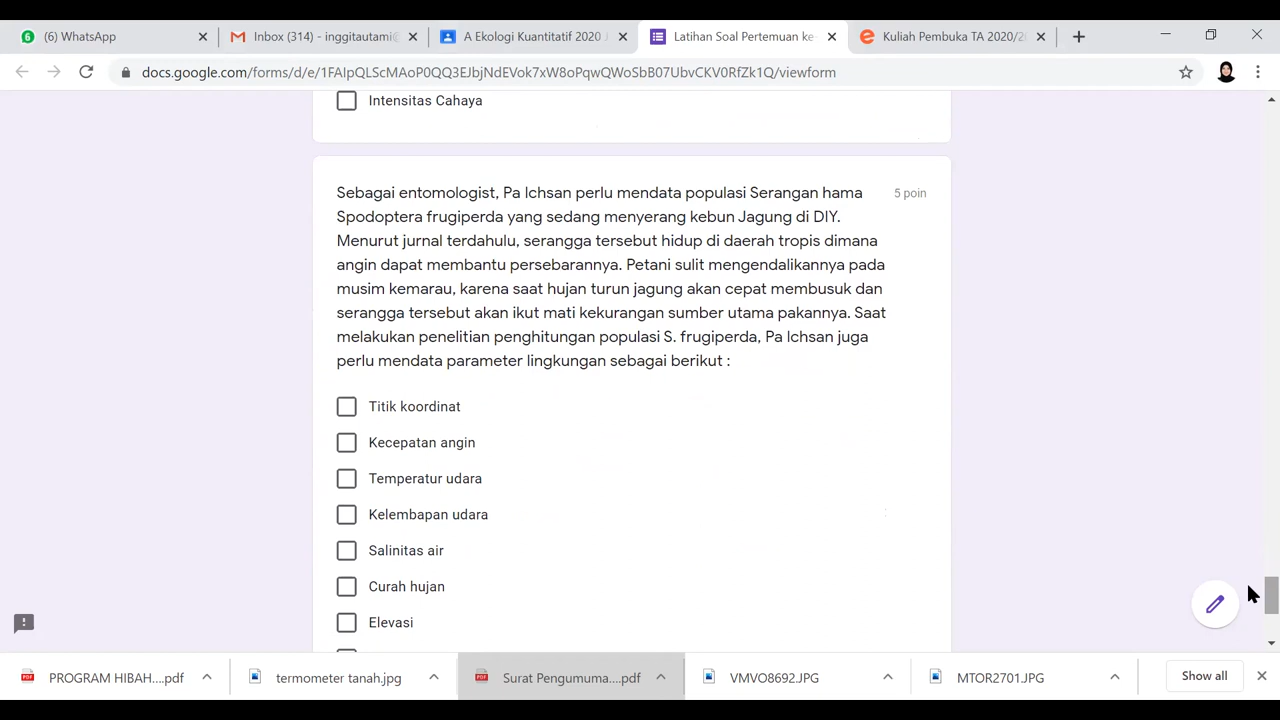 (6) WhatsApp
Inbox (314) - inggitutami@
A Ekologi Kuantitatif 2020 J
Latihan Soal Pertemuan ke-
Kuliah Pembuka TA 2020/2
docs.google.com/forms/d/e/1FAIpQLScMAoP0QQ3EJbjNdEVok7xW8oPqwQWoSbB07UbvCKV0RfZk1Q/viewform
Intensitas Cahaya
Sebagai entomologist, Pa Ichsan perlu mendata populasi Serangan hama
5 poin
Spodoptera frugiperda yang sedang menyerang kebun Jagung di DIY.
Menurut jurnal terdahulu, serangga tersebut hidup di daerah tropis dimana
angin dapat membantu persebarannya. Petani sulit mengendalikannya pada
musim kemarau, karena saat hujan turun jagung akan cepat membusuk dan
serangga tersebut akan ikut mati kekurangan sumber utama pakannya. Saat
melakukan penelitian penghitungan populasi S. frugiperda, Pa Ichsan juga
perlu mendata parameter lingkungan sebagai berikut :
Titik koordinat
Kecepatan angin
Temperatur udara
Kelembapan udara
Salinitas air
Curah hujan
Elevasi
PROGRAM HIBAH....pdf
termometer tanah.jpg
Surat Pengumuma....pdf
VMVO8692.JPG
MTOR2701.JPG
Show all